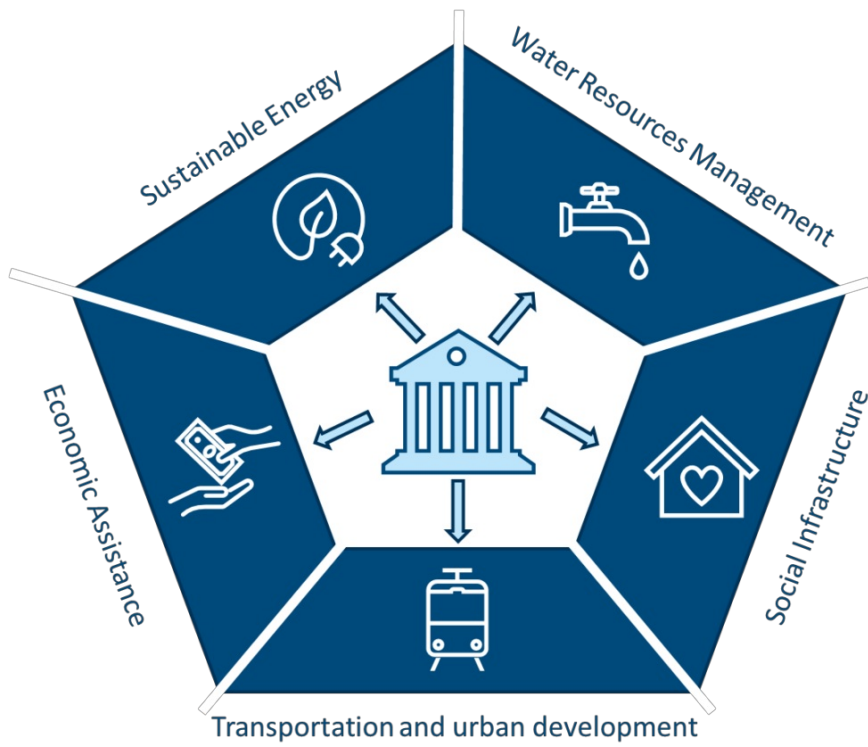 Sustainable Energy
Water Resources Management
Economic Assistance
Social Infrastructure
Transportation and urban development